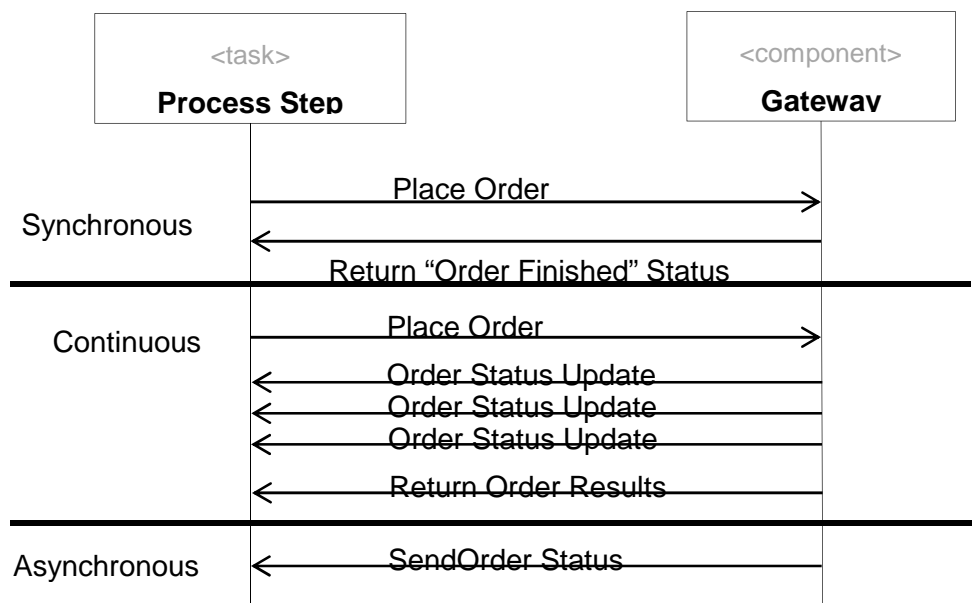 <task>
Process Step
<component>
Gateway
Place Order
Synchronous
Return “Order Finished” Status
Place Order
Continuous
Order Status Update
Order Status Update
Order Status Update
Return Order Results
SendOrder Status
Asynchronous